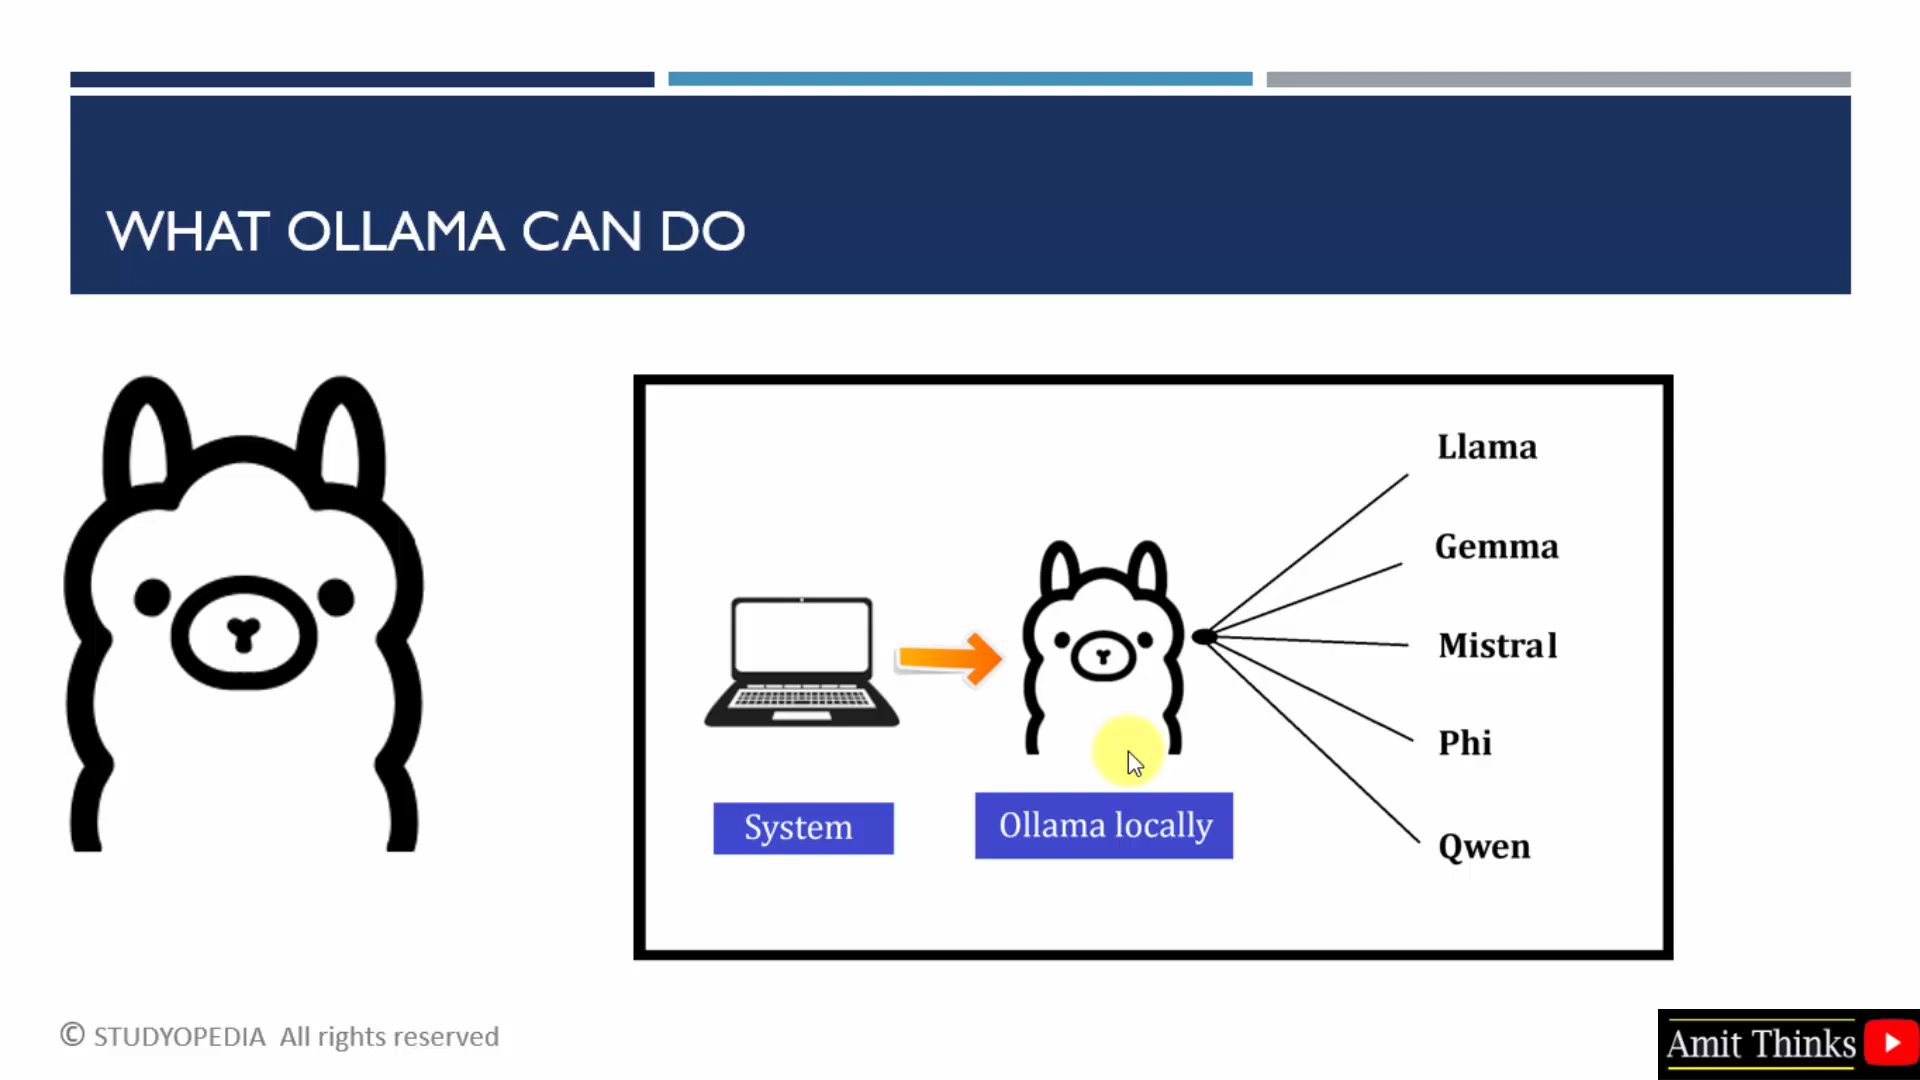 WHAT OLLAMA CAN DO
Llama
Gemma
Mistral
Phi
Qwen
System
Ollama locally
© STUDYOPEDIA All rights reserved
Amit Thinks